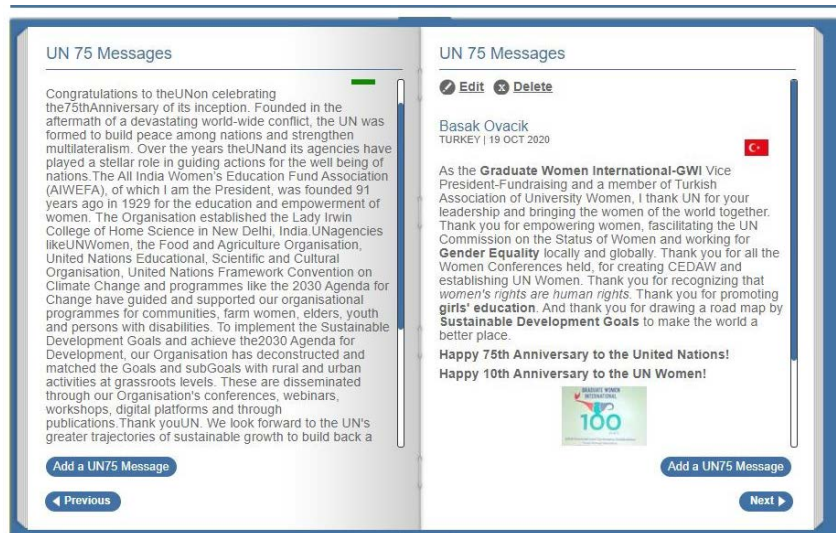 UN 75 Messages
Congratulations to theUNon celebrating
the75thAnniversary of its inception. Founded in the
aftermath of a devastating world-wide conflict, the UN was
formed to build peace among nations and strengthen
multilateralism. Over the years theUNand its agencies have
played a stellar role in guiding actions for the well being of
nations.The All India Women's Education Fund Association
(AIWEFA), of which I am the President, was founded 91
years ago in 1929 for the education and empowerment of
women. The Organisation established the Lady Irwin
College of Home Science in New Delhi, India.UNagencies
likeUNWomen, the Food and Agriculture Organisation,
United Nations Educational, Scientific and Cultural
Organisation, United Nations Framework Convention on
Climate Change and programmes like the 2030 Agenda for
Change have guided and supported our organisational
programmes for communities, farm women, elders, youth
and persons with disabilities. To implement the Sustainable
Development Goals and achieve the2030 Agenda for
Development, our Organisation has deconstructed and
matched the Goals and subGoals with rural and urban
activities at grassroots levels. These are disseminated
through our Organisation's conferences, webinars,
workshops, digital platforms and through
publications.Thank youUN. We look forward to the UN's
greater trajectories of sustainable growth to build back a
Add a UN75 Message
Previous
UN 75 Messages
Edit Delete
Basak Ovacik
TURKEY | 19 OCT 2020
As the Graduate Women International-GWI Vice
President-Fundraising and a member of Turkish
Association of University Women, I thank UN for your
leadership and bringing the women of the world together.
Thank you for empowering women, fascilitating the UN
Commission on the Status of Women and working for
Gender Equality locally and globally. Thank you for all the
Women Conferences held, for creating CEDAW and
establishing UN Women. Thank you for recognizing that
women's rights are human rights. Thank you for promoting
girls' education. And thank you for drawing a road map by
Sustainable Development Goals to make the world a
better place.
Happy 75th Anniversary to the United Nations!
Happy 10th Anniversary to the UN Women!
GRADUATE WOMEN
INTERNATIONAL
100
Add a UN75 Message
Next